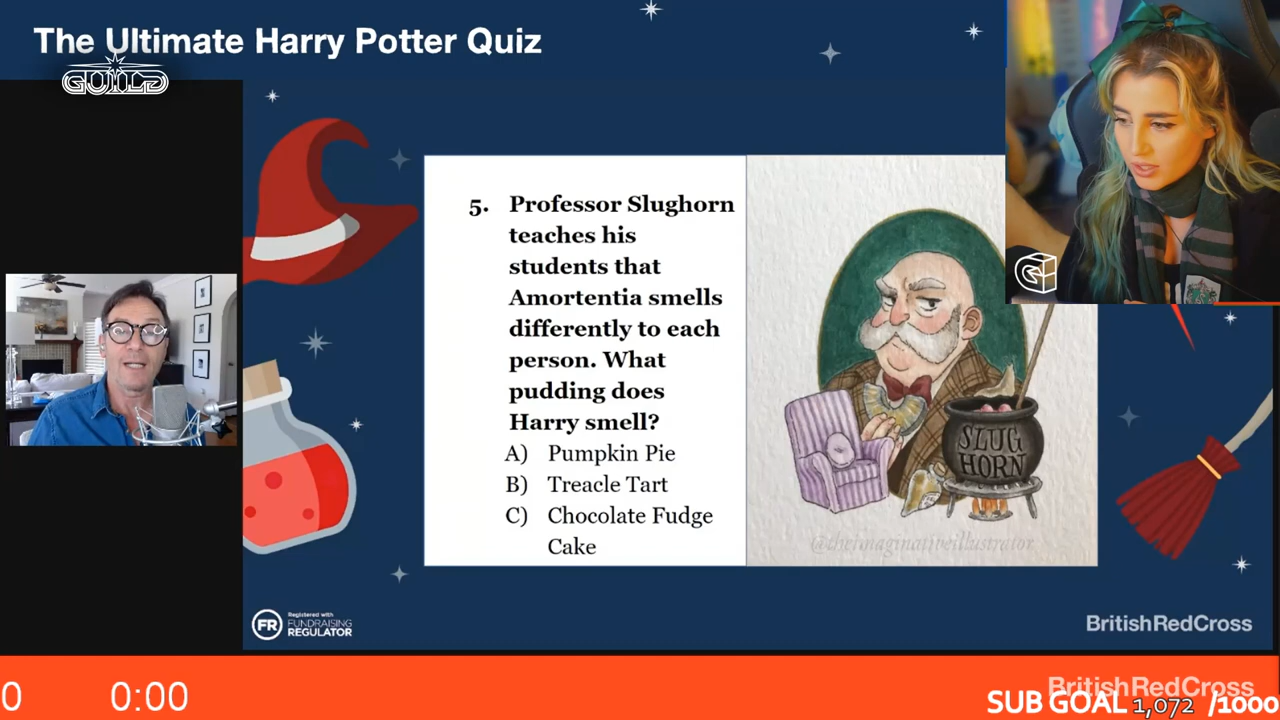 The Ultimate Harry Potter Quiz
GUILD
5. Professor Slughorn
teaches his
students that
Amortentia smells
differently to each
person. What
pudding does
Harry smell?
A) Pumpkin Pie
B) Treacle Tart
C) Chocolate Fudge
Cake
SLUG
HORN
@theimaginativeillustrator
FR
Registered with
FUNDRAISING
REGULATOR
BritishRedCross
0
0:00
BritishRedCross
SUB GOAL 1,072 /1000